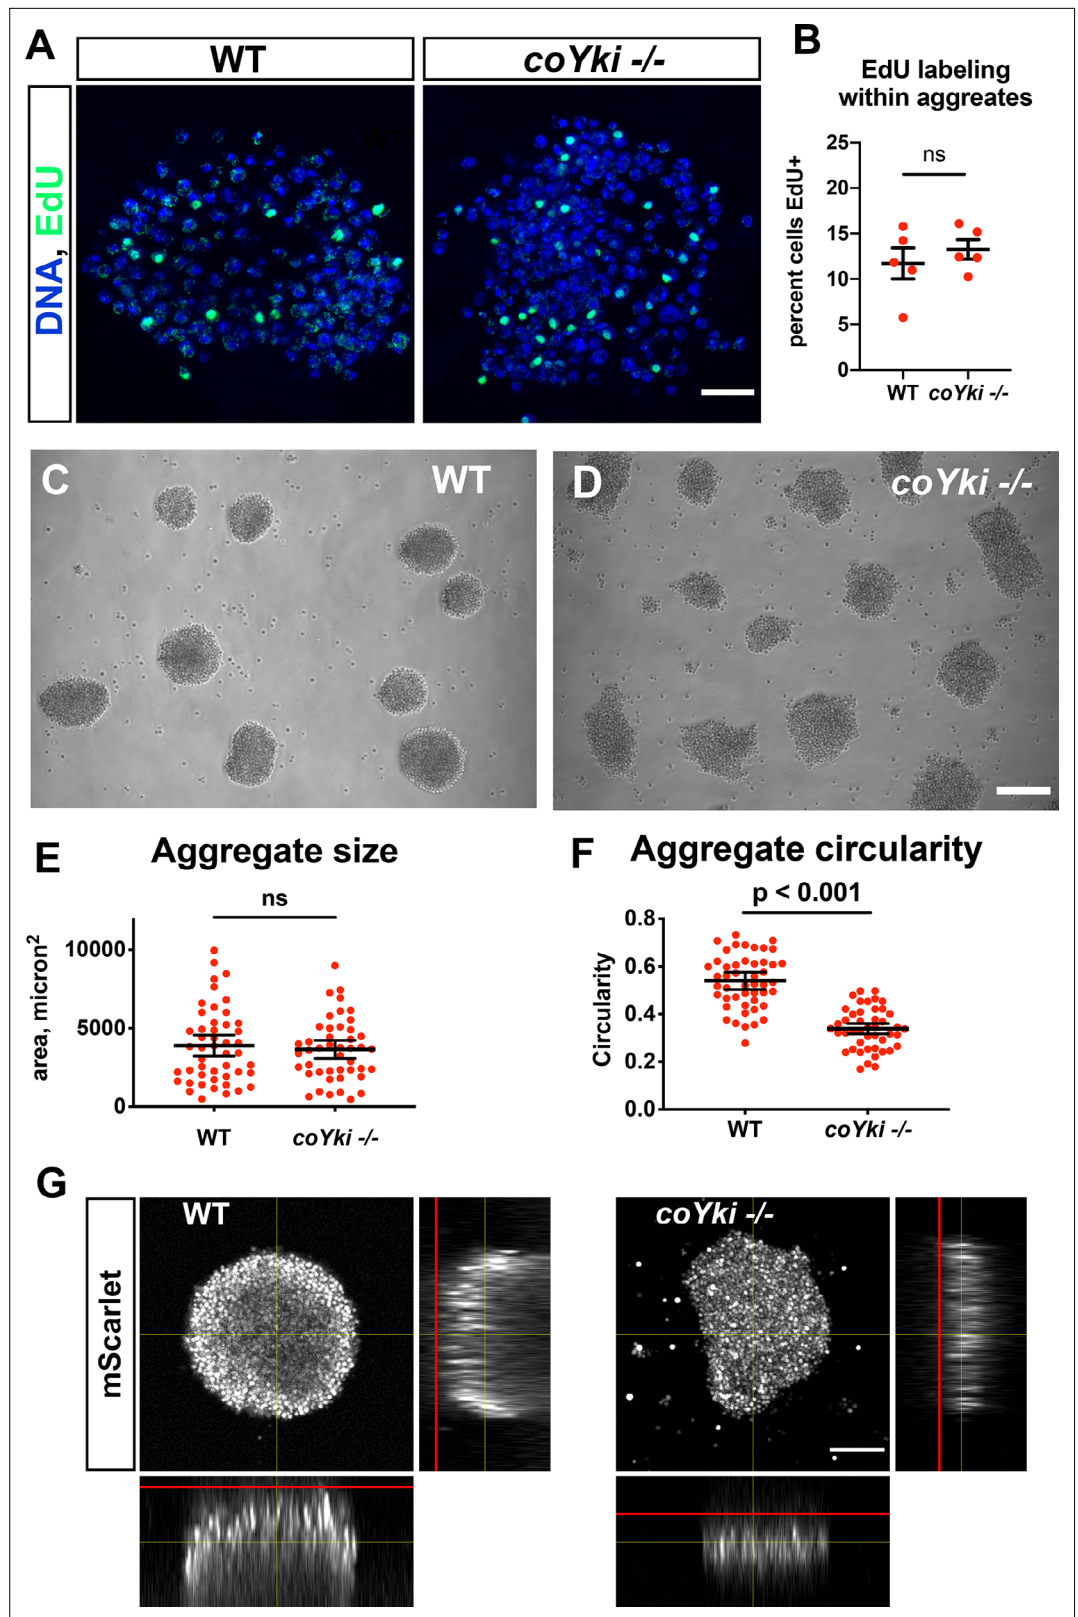 A
WT
coYki -/-
DNA, EdU
WT
B
EdU labeling
within aggreates
percent cells EdU+
25
20
15
10
5
0
ns
WT
coYki -/-
C
WT
D
coYki -/-
E
Aggregate size
ns
area, micron2
10000
5000
0
WT
coYki -/-
F
Aggregate circularity
p < 0.001
Circularity
0.8
0.6
0.4
0.2
0.0
WT
coYki -/-
G
mScarlet
WT
coYki -/-